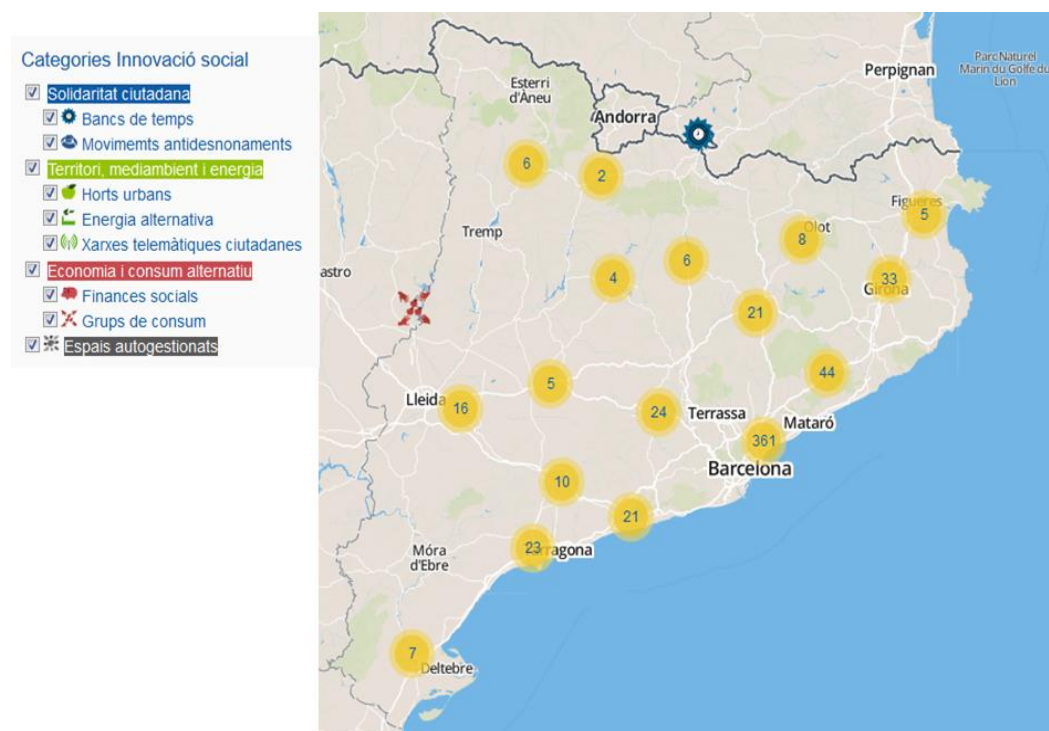 Categories Innovació social
Solidaritat ciutadana
Bancs de temps
Movimemts antidesnonaments
Territori, mediambient i energia
Horts urbans
Energia alternativa
Xarxes telemàtiques ciutadanes
Economia i consum alternatiu
Finances socials
Grups de consum
Espais autogestionats
Parc Naturel
Marin du Golfe du
Lion
Perpignan
Esterri
d'Àneu
Andorra
6
2
Figueres
5
Tremp
Olot
8
6
astro
4
33
Girona
21
44
5
Lleida
16
24
Terrassa
Mataró
361
Barcelona
10
21
Móra
d'Ebre
23
Tarragona
7
Deltebre